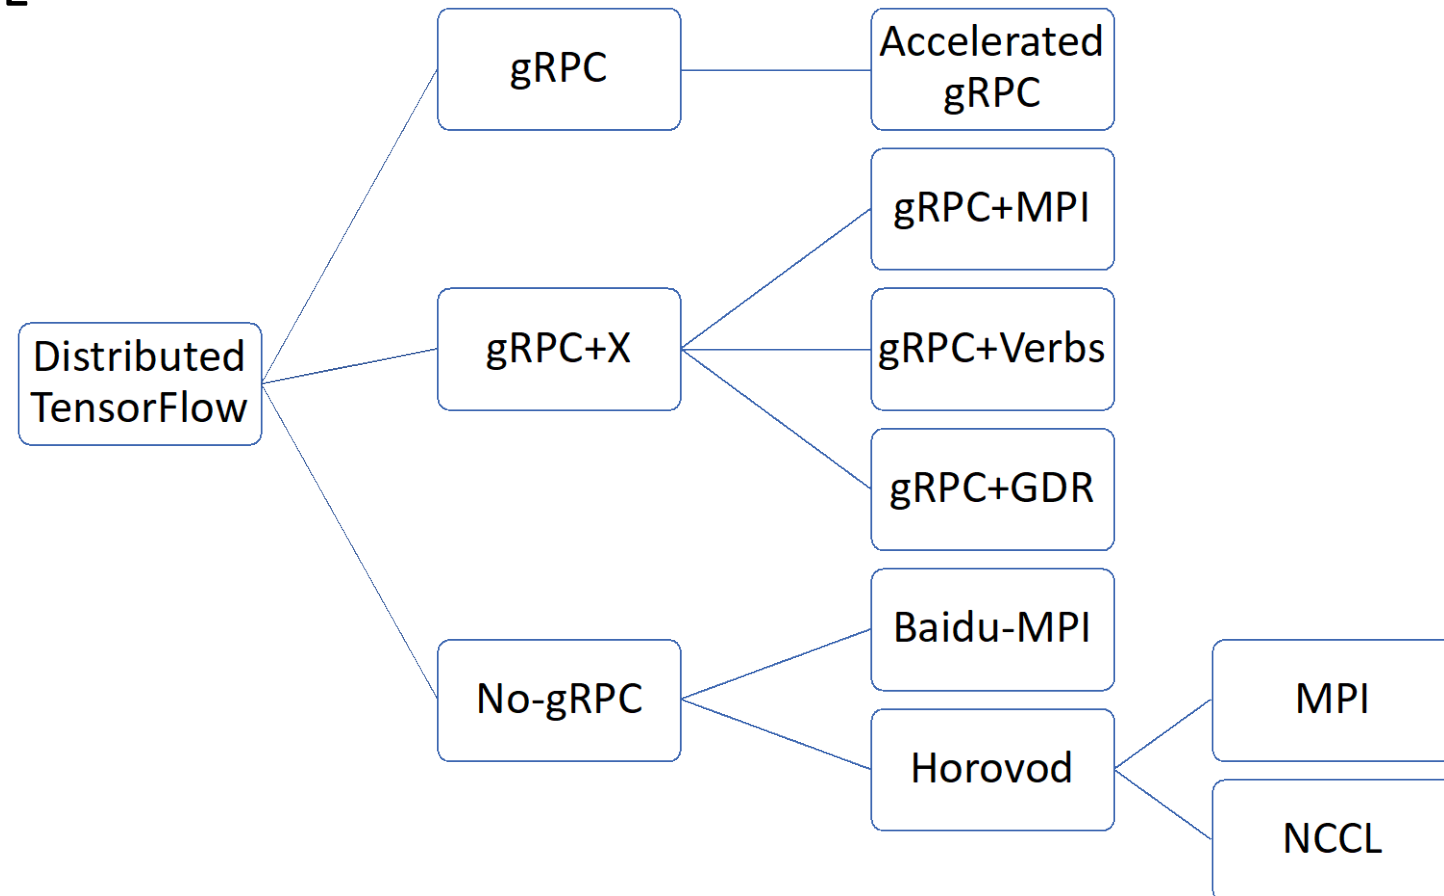 gRPC
Accelerated
gRPC
gRPC+MPI
Distributed
TensorFlow
gRPC+X
gRPC+Verbs
gRPC+GDR
No-gRPC
Baidu-MPI
Horovod
MPI
NCCL